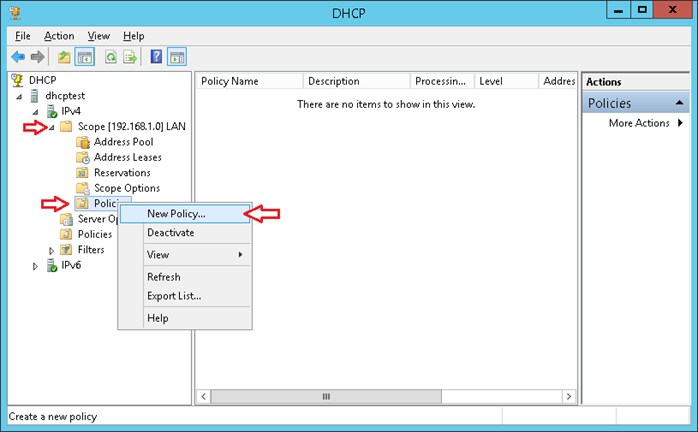 DHCP
File Action View Help
DHCP
dhcptest
IPv4
Scope [192.168.1.0] LAN
Address Pool
Address Leases
Reservations
Scope Options
Server Op
Policies
Filters
IPv6
New Policy...
Deactivate
View
Refresh
Export List...
Help
Policy Name Description Processin... Level Addres
There are no items to show in this view.
Actions
Policies
More Actions
Create a new policy